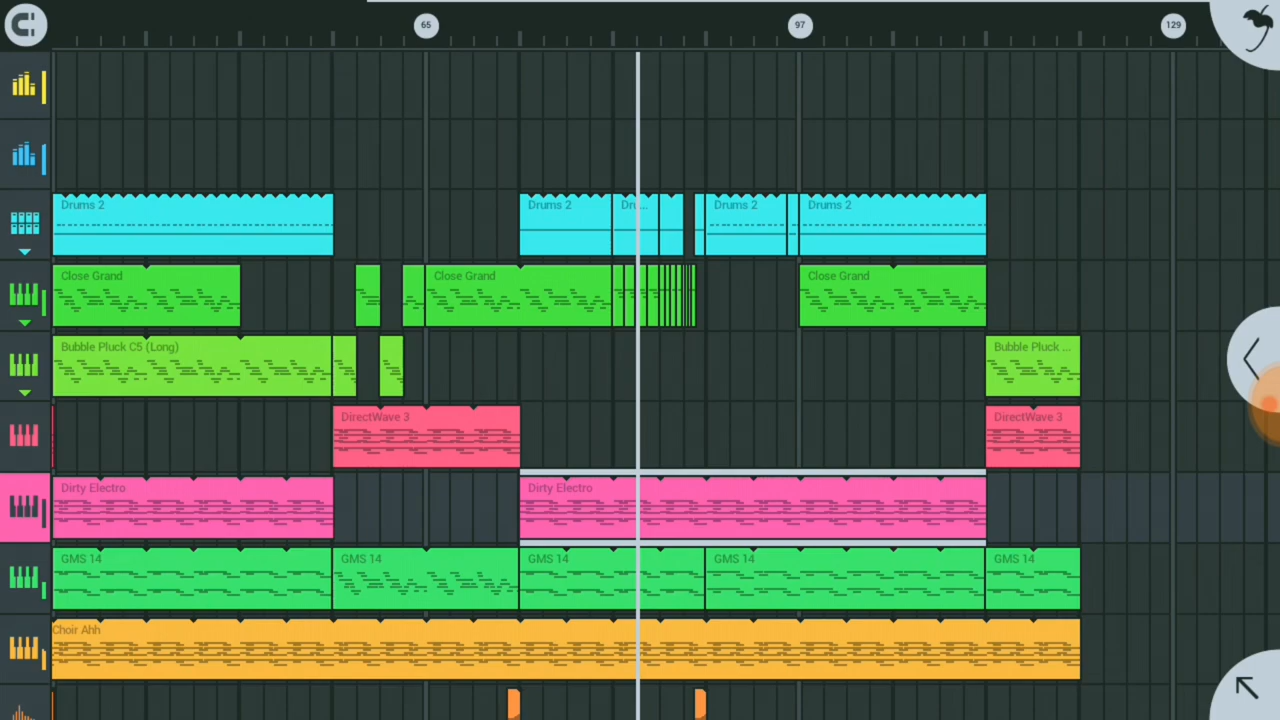 65 97 129
Drums 2 Drums 2 Dru... Drums 2 Drums 2
Close Grand Close Grand Close Grand
Bubble Pluck C5 (Long) Bubble Pluck ...
DirectWave 3 DirectWave 3
Dirty Electro Dirty Electro
GMS 14 GMS 14 GMS 14 GMS 14 GMS 14
Choir Ahh